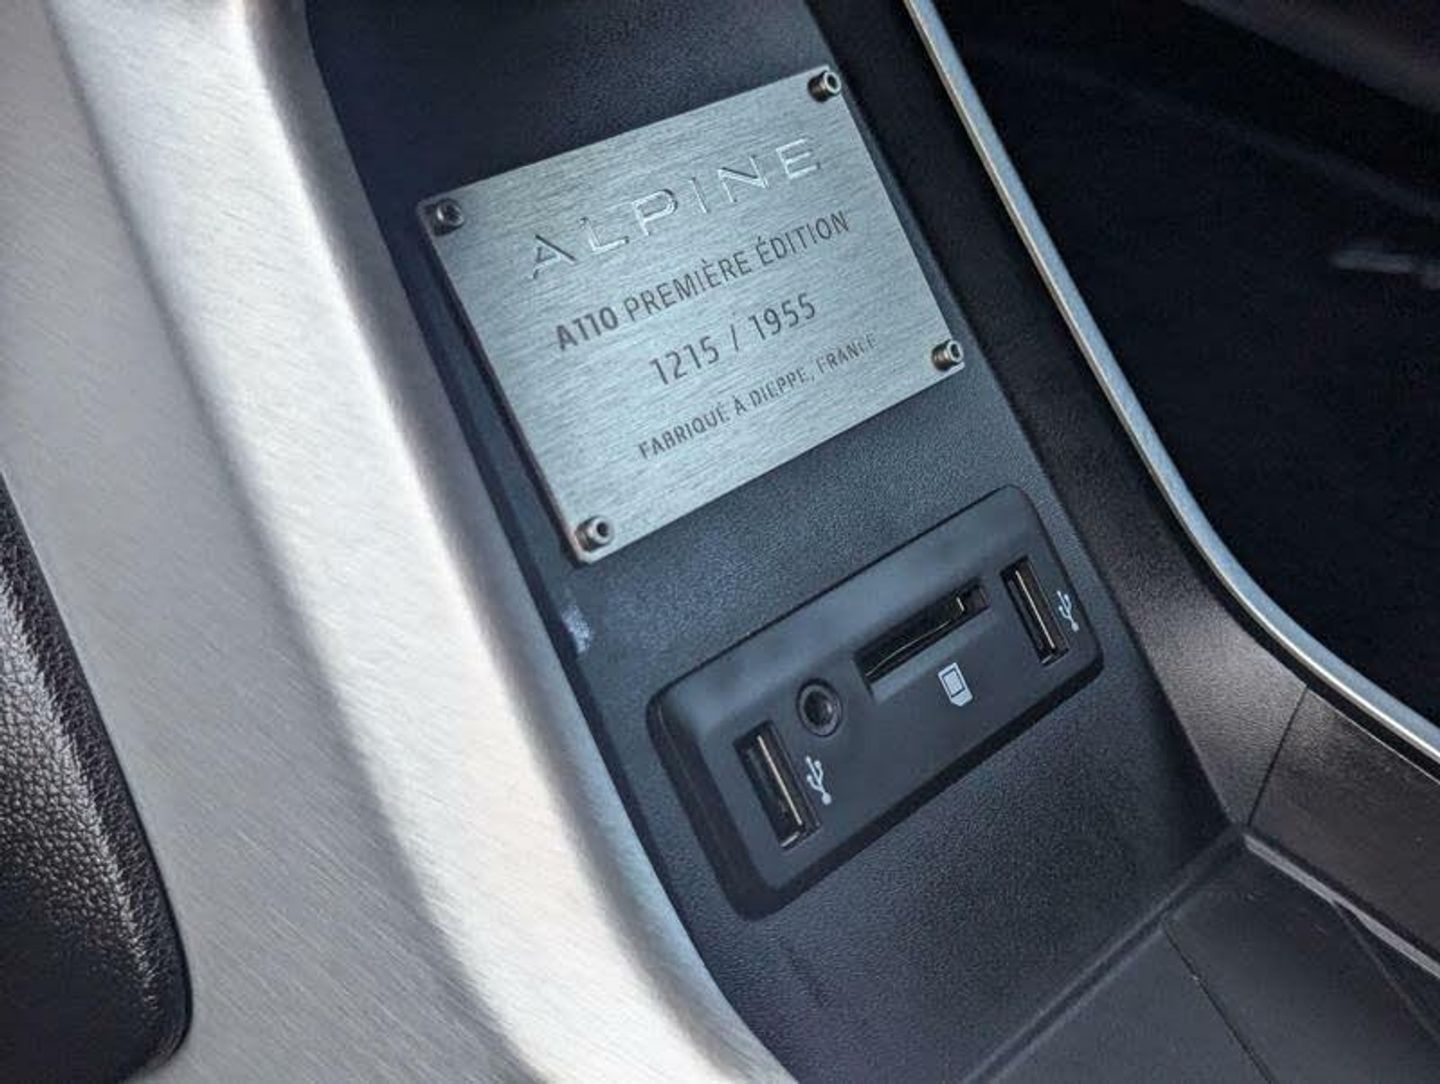 ALPINE
A110 PREMIÈRE ÉDITION
1215 / 1955
FABRIQUÉ À DIEPPE, FRANCE